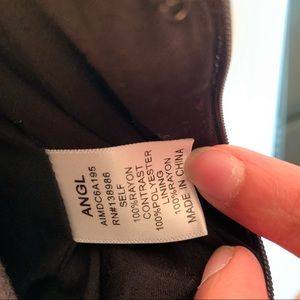 ANGL
AIMDC6A195
RN#138986
SELF
100%RAYON
CONTRAST
100%POLYESTER
LINING
100%RAYON
MADE IN CHINA